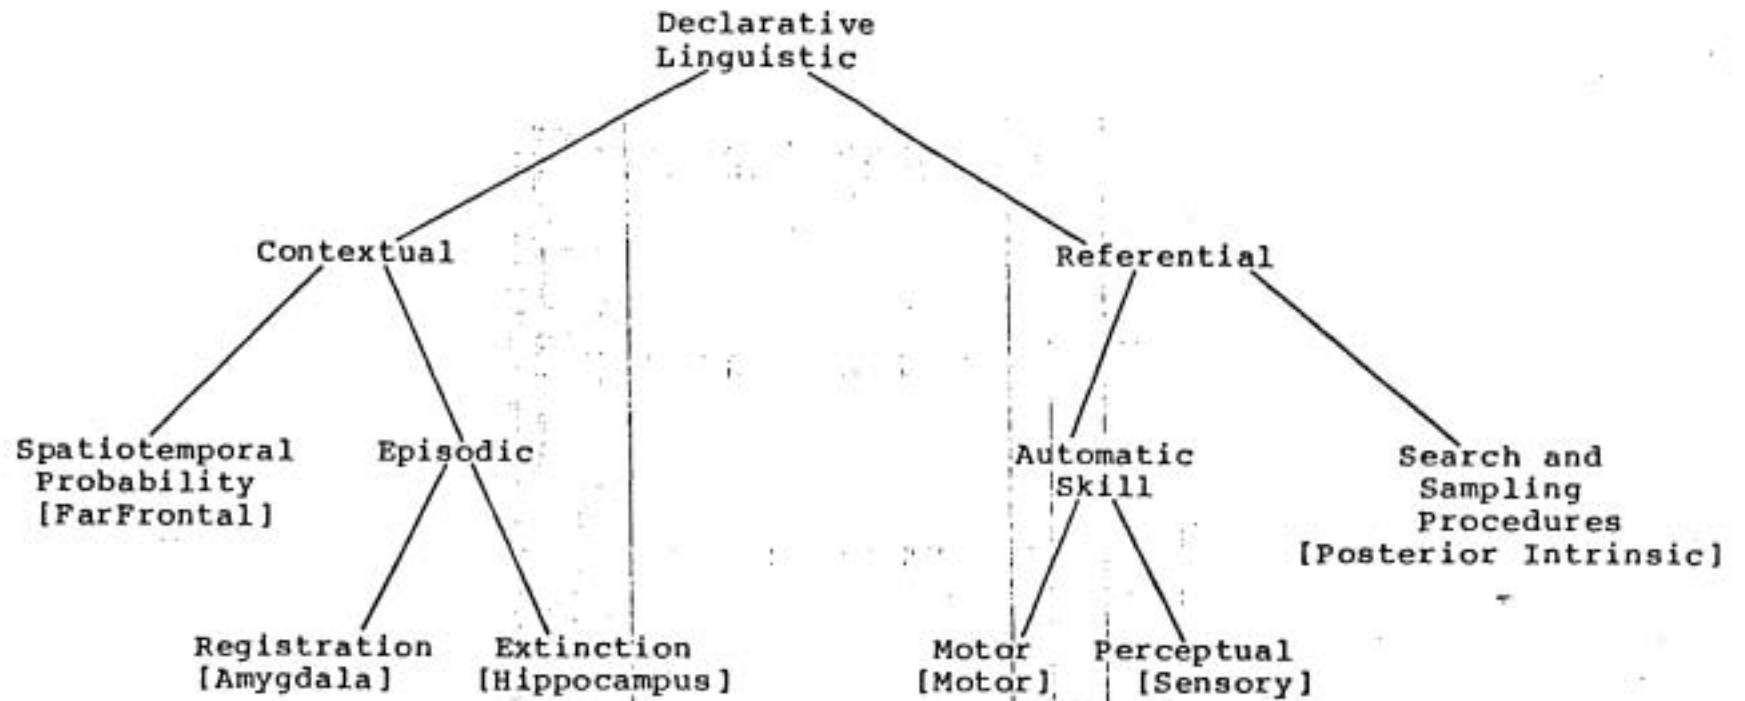 Declarative
Linguistic
Contextual
Referential
Spatiotemporal
Probability
[FarFrontal]
Episodic
Automatic
Skill
Search and
Sampling
Procedures
[Posterior Intrinsic]
Registration
[Amygdala]
Extinction
[Hippocampus]
Motor
[Motor]
Perceptual
[Sensory]